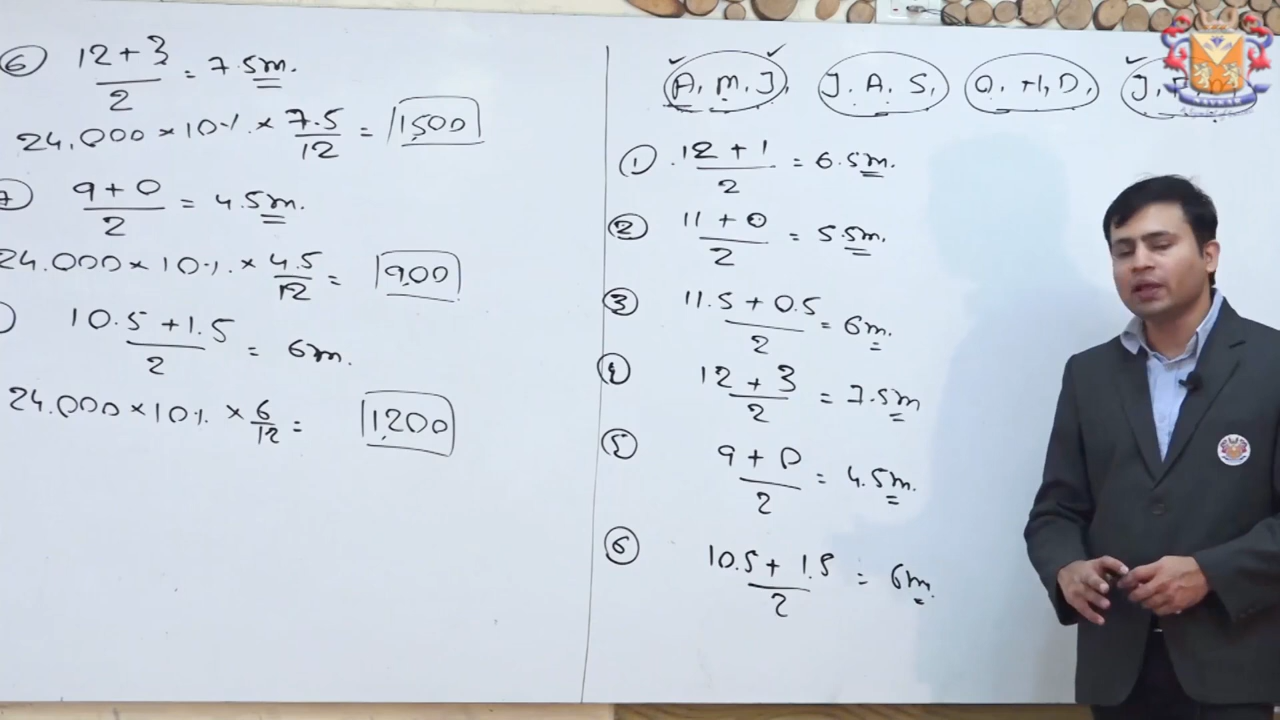 6 12+3/2 = 7.5m.
24,000 × 10% × 7.5/12 = 1500
7 9+0/2 = 4.5m.
24.000 × 10% × 4.5/12 = 900
10.5+1.5/2 = 6m.
24.000 × 10% × 6/12 = 1,200
A, M, J, J. A. S, O, H, D, J,
1 12+1/2 = 6.5m.
2 11+0/2 = 5.5m.
3 11.5+0.5/2 = 6m.
4 12+3/2 = 7.5m
5 9+0/2 = 4.5m.
6 10.5+1.5/2 = 6m.